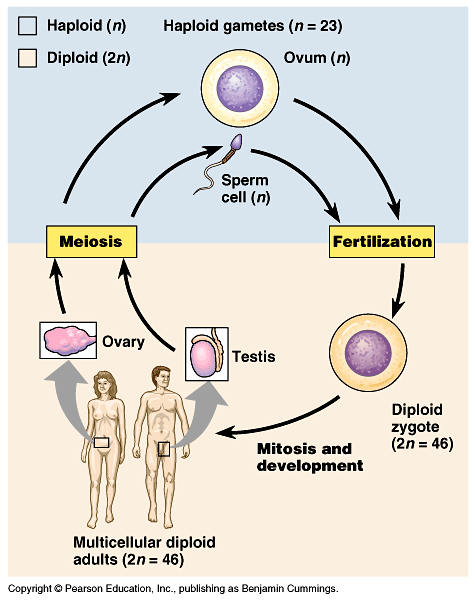 Haploid (n)
Haploid gametes (n = 23)
Diploid (2n)
Ovum (n)
Sperm
cell (n)
Meiosis
Fertilization
Ovary
Testis
Diploid
zygote
(2n = 46)
Mitosis and
development
Multicellular diploid
adults (2n = 46)
Copyright © Pearson Education, Inc., publishing as Benjamin Cummings.